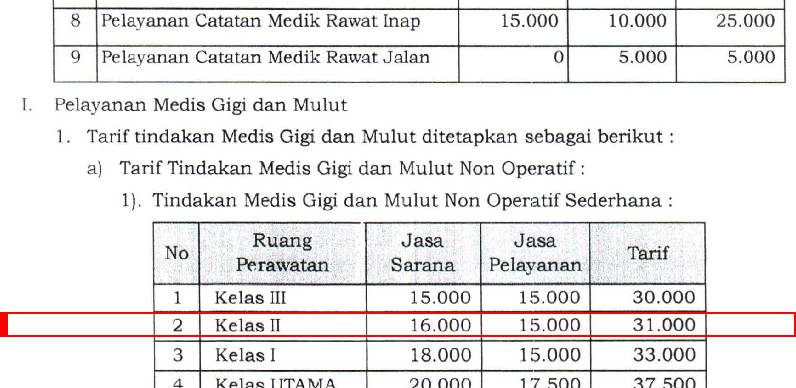 8 Pelayanan Catatan Medik Rawat Inap 15.000 10.000 25.000
9 Pelayanan Catatan Medik Rawat Jalan 0 5.000 5.000
I. Pelayanan Medis Gigi dan Mulut
1. Tarif tindakan Medis Gigi dan Mulut ditetapkan sebagai berikut :
a) Tarif Tindakan Medis Gigi dan Mulut Non Operatif :
1). Tindakan Medis Gigi dan Mulut Non Operatif Sederhana :
No Ruang Perawatan Jasa Sarana Jasa Pelayanan Tarif
1 Kelas III 15.000 15.000 30.000
2 Kelas II 16.000 15.000 31.000
3 Kelas I 18.000 15.000 33.000
4 Kelas UTAMA 20.000 17.500 37.500